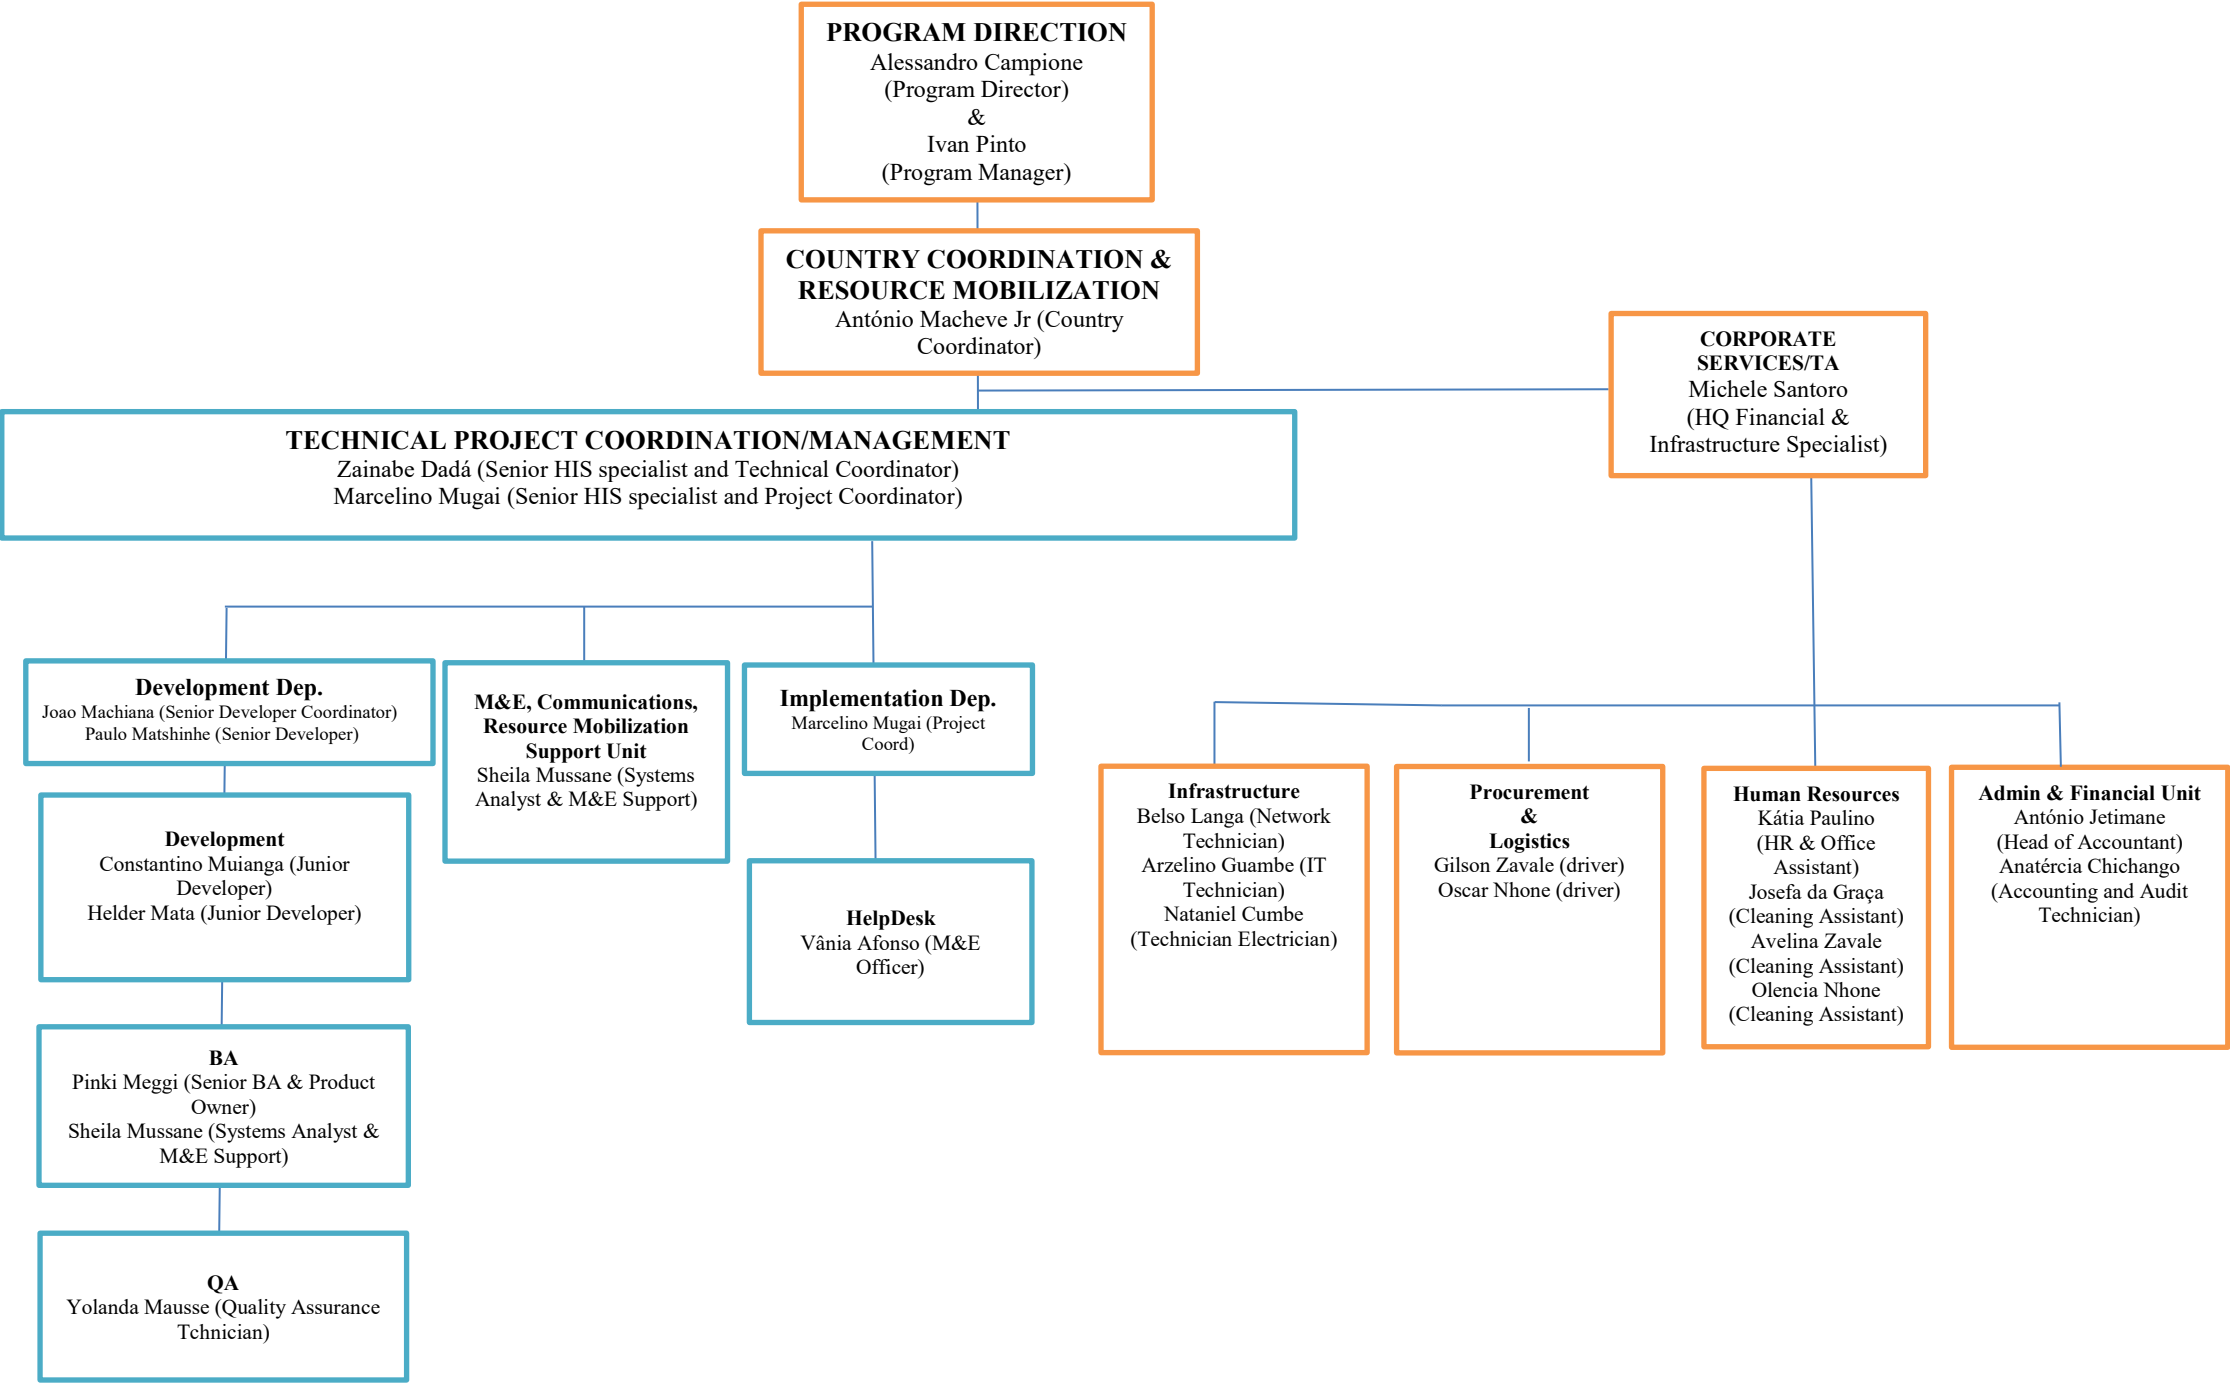 PROGRAM DIRECTION
Alessandro Campione
(Program Director)
&
Ivan Pinto
(Program Manager)
COUNTRY COORDINATION &
RESOURCE MOBILIZATION
António Macheve Jr (Country
Coordinator)
CORPORATE
SERVICES/TA
Michele Santoro
(HQ Financial &
Infrastructure Specialist)
TECHNICAL PROJECT COORDINATION/MANAGEMENT
Zainabe Dadá (Senior HIS specialist and Technical Coordinator)
Marcelino Mugai (Senior HIS specialist and Project Coordinator)
Development Dep.
Joao Machiana (Senior Developer Coordinator)
Paulo Matshinhe (Senior Developer)
M&E, Communications,
Resource Mobilization
Support Unit
Sheila Mussane (Systems
Analyst & M&E Support)
Implementation Dep.
Marcelino Mugai (Project
Coord)
Development
Constantino Muianga (Junior
Developer)
Helder Mata (Junior Developer)
HelpDesk
Vânia Afonso (M&E
Officer)
BA
Pinki Meggi (Senior BA & Product
Owner)
Sheila Mussane (Systems Analyst &
M&E Support)
QA
Yolanda Mausse (Quality Assurance
Tchnician)
Infrastructure
Belso Langa (Network
Technician)
Arzelino Guambe (IT
Technician)
Nataniel Cumbe
(Technician Electrician)
Procurement
&
Logistics
Gilson Zavale (driver)
Oscar Nhone (driver)
Human Resources
Kátia Paulino
(HR & Office
Assistant)
Josefa da Graça
(Cleaning Assistant)
Avelina Zavale
(Cleaning Assistant)
Olencia Nhone
(Cleaning Assistant)
Admin & Financial Unit
António Jetimane
(Head of Accountant)
Anatércia Chichango
(Accounting and Audit
Technician)